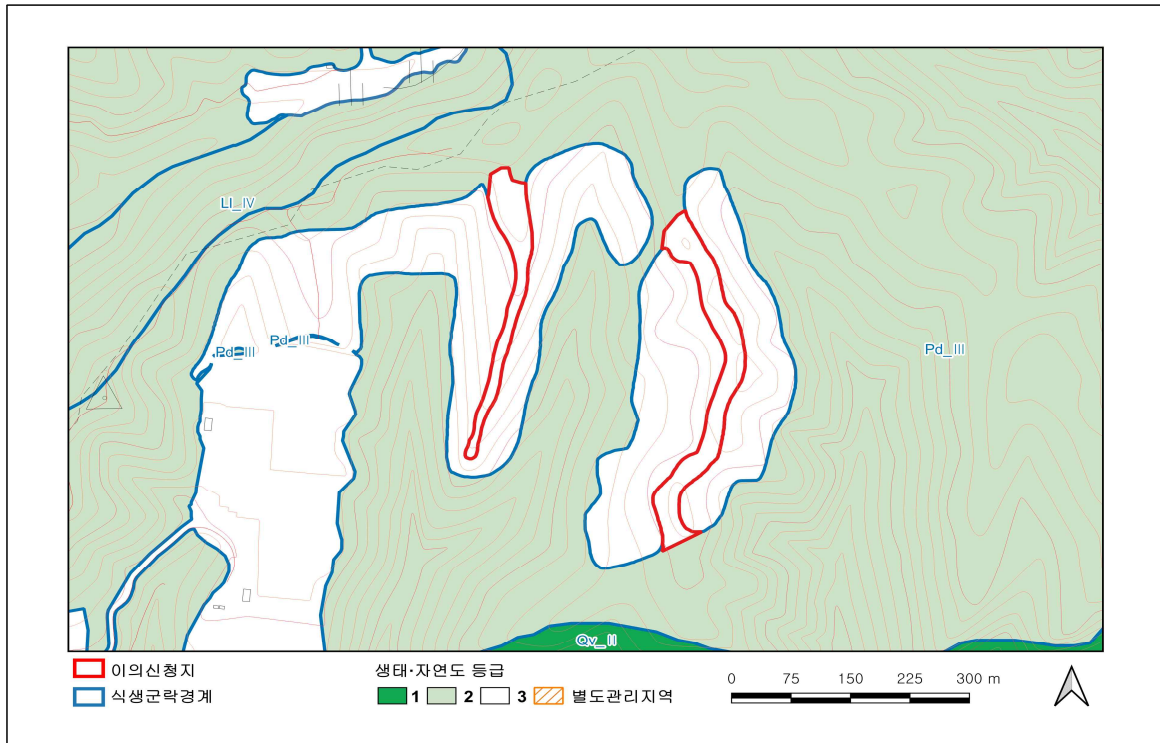 LI_IV
Pd_III
Pd_III
Pd_III
Qv_II
이의신청지
식생군락경계
생태·자연도 등급
1 2 3 별도관리지역
0 75 150 225 300 m